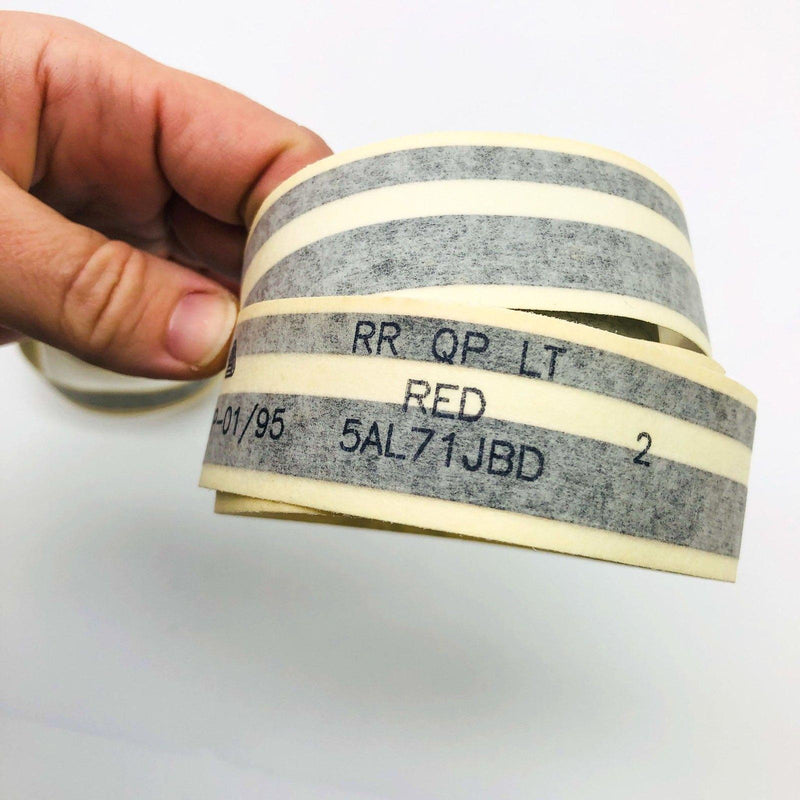 RR QP LT
RED
-01/95 5AL71JBD 2